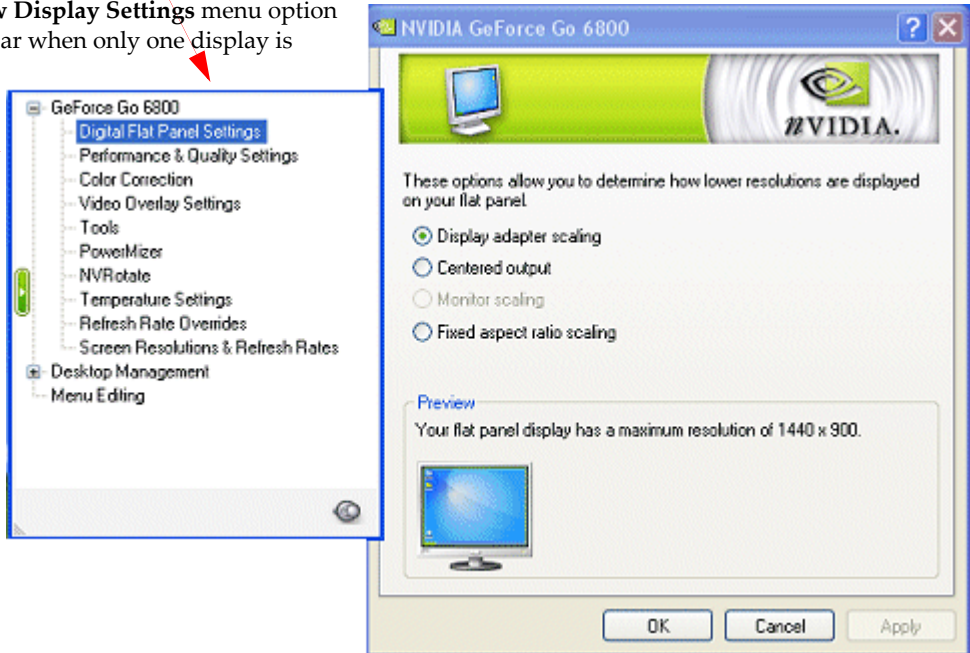 Display Settings menu option
ar when only one display is
GeForce Go 6800
Digital Flat Panel Settings
Performance & Quality Settings
Color Correction
Video Overlay Settings
Tools
PowerMizer
NVRotate
Temperature Settings
Refresh Rate Overrides
Screen Resolutions & Refresh Rates
Desktop Management
Menu Editing
NVIDIA GeForce Go 6800
nVIDIA.
These options allow you to determine how lower resolutions are displayed
on your flat panel.
Display adapter scaling
Centered output
Monitor scaling
Fixed aspect ratio scaling
Preview
Your flat panel display has a maximum resolution of 1440 x 900.
OK
Cancel
Apply